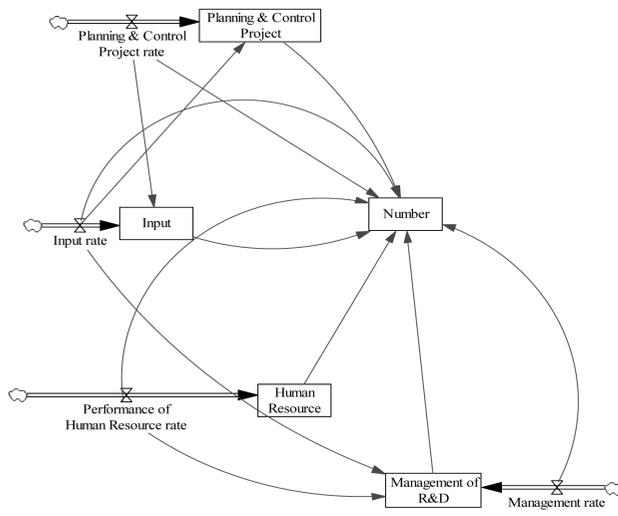 Planning & Control
Project
Planning & Control
Project rate
Input
Input rate
Number
Human
Resource
Performance of
Human Resource rate
Management of
R&D
Management rate